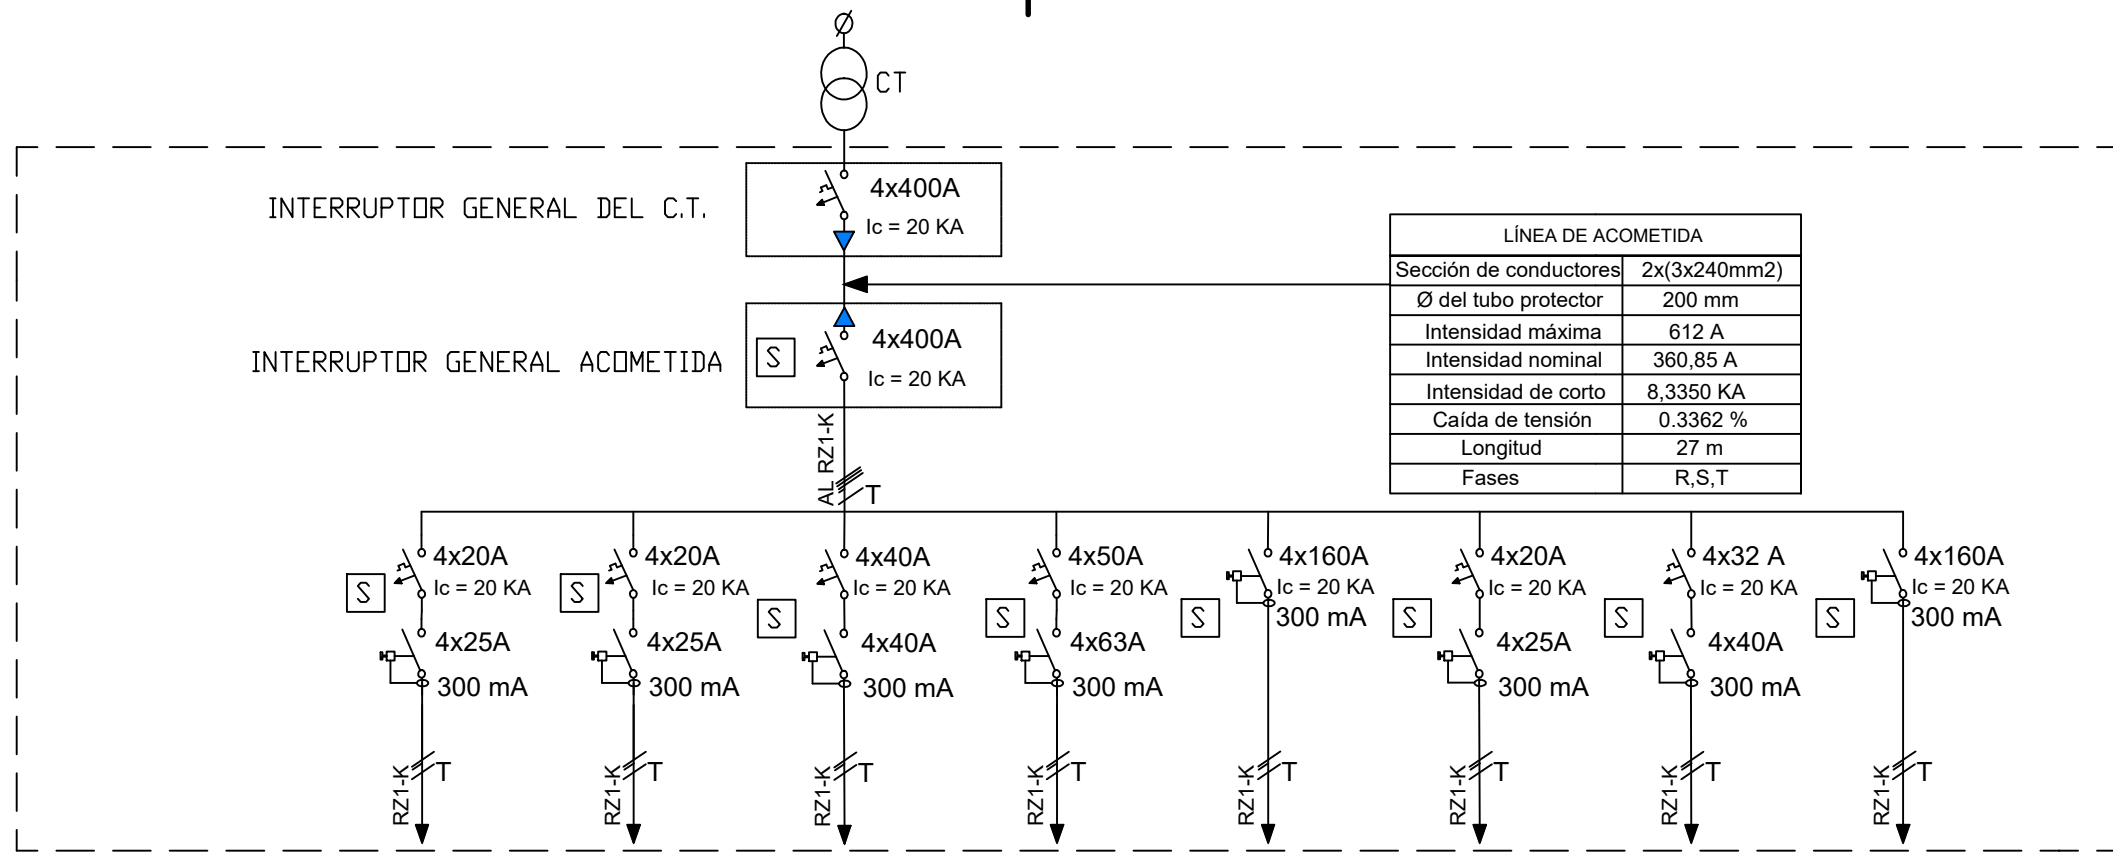 CT
INTERRUPTOR GENERAL DEL C.T.
4x400A
Ic = 20 KA
LÍNEA DE ACOMETIDA
Sección de conductores 2x(3x240mm2)
Ø del tubo protector 200 mm
Intensidad máxima 612 A
Intensidad nominal 360,85 A
Intensidad de corto 8,3350 KA
Caída de tensión 0.3362 %
Longitud 27 m
Fases R,S,T
INTERRUPTOR GENERAL ACOMETIDA
S
4x400A
Ic = 20 KA
AL RZ1-K
T
4x20A
Ic = 20 KA
S
4x25A
300 mA
RZ1-K
T
4x20A
Ic = 20 KA
S
4x25A
300 mA
RZ1-K
T
4x40A
Ic = 20 KA
S
4x40A
300 mA
RZ1-K
T
4x50A
Ic = 20 KA
S
4x63A
300 mA
RZ1-K
T
4x160A
Ic = 20 KA
S
300 mA
RZ1-K
T
4x20A
Ic = 20 KA
S
4x25A
300 mA
RZ1-K
T
4x32 A
Ic = 20 KA
S
4x40A
300 mA
RZ1-K
T
4x160A
Ic = 20 KA
S
300 mA
RZ1-K
T